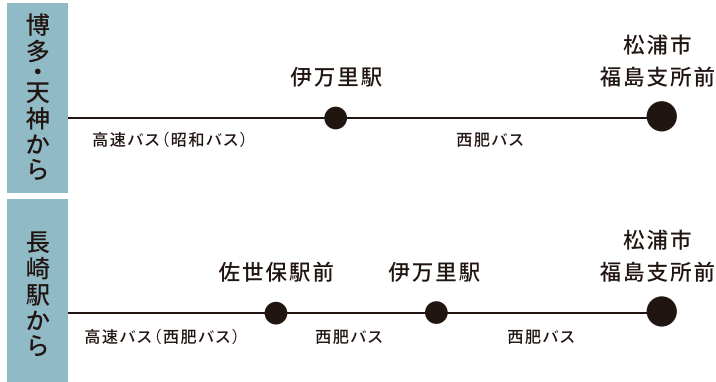 博多・天神から
伊万里駅
松浦市
福島支所前
高速バス（昭和バス）
西肥バス
長崎駅から
佐世保駅前
伊万里駅
松浦市
福島支所前
高速バス（西肥バス）
西肥バス
西肥バス